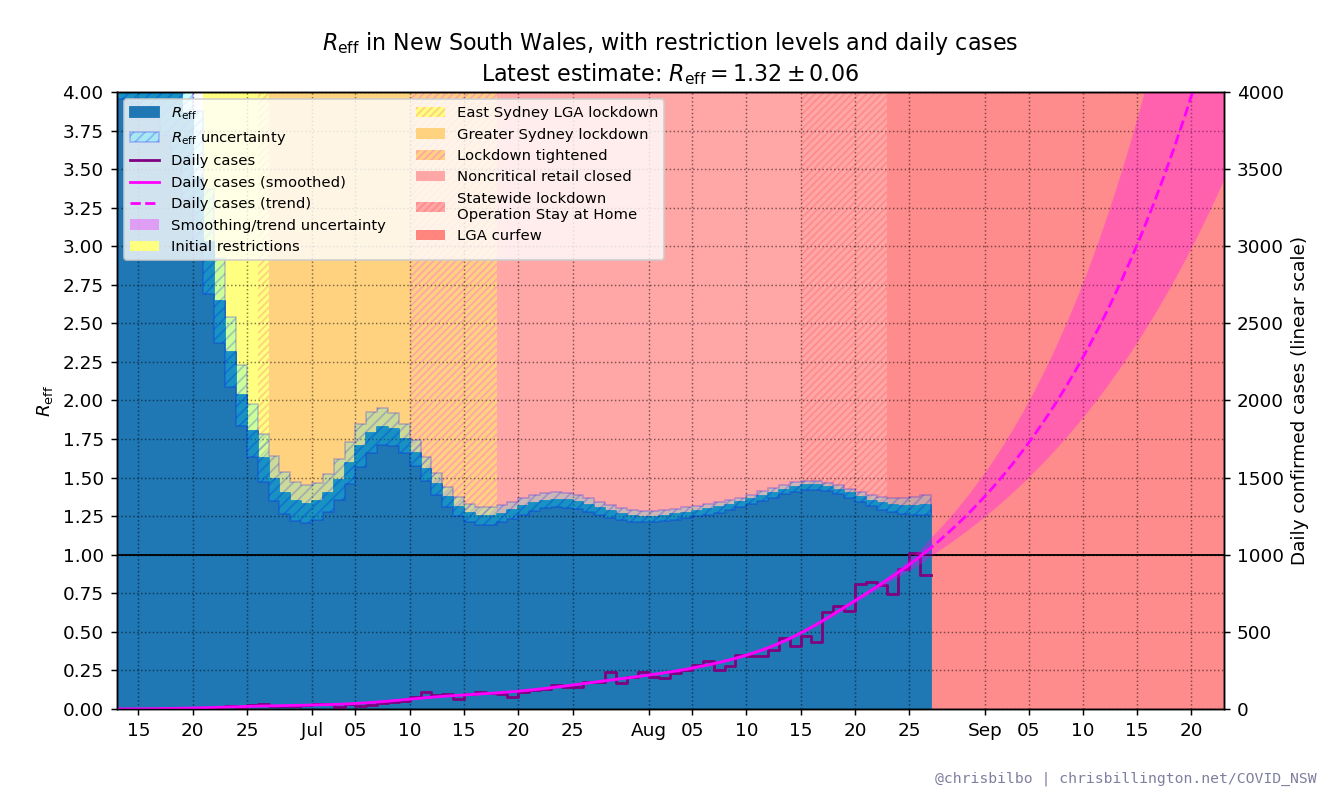 R_eff in New South Wales, with restriction levels and daily cases
Latest estimate: R_eff = 1.32 ± 0.06
4.00
3.75
3.50
3.25
3.00
2.75
2.50
2.25
2.00
1.75
1.50
1.25
1.00
0.75
0.50
0.25
0.00
R_eff
R_eff
R_eff uncertainty
Daily cases
Daily cases (smoothed)
Daily cases (trend)
Smoothing/trend uncertainty
Initial restrictions
East Sydney LGA lockdown
Greater Sydney lockdown
Lockdown tightened
Noncritical retail closed
Statewide lockdown
Operation Stay at Home
LGA curfew
4000
3500
3000
2500
2000
1500
1000
500
0
Daily confirmed cases (linear scale)
15 20 25 Jul 05 10 15 20 25 Aug 05 10 15 20 25 Sep 05 10 15 20
@chrisbilbo | chrisbillington.net/COVID_NSW